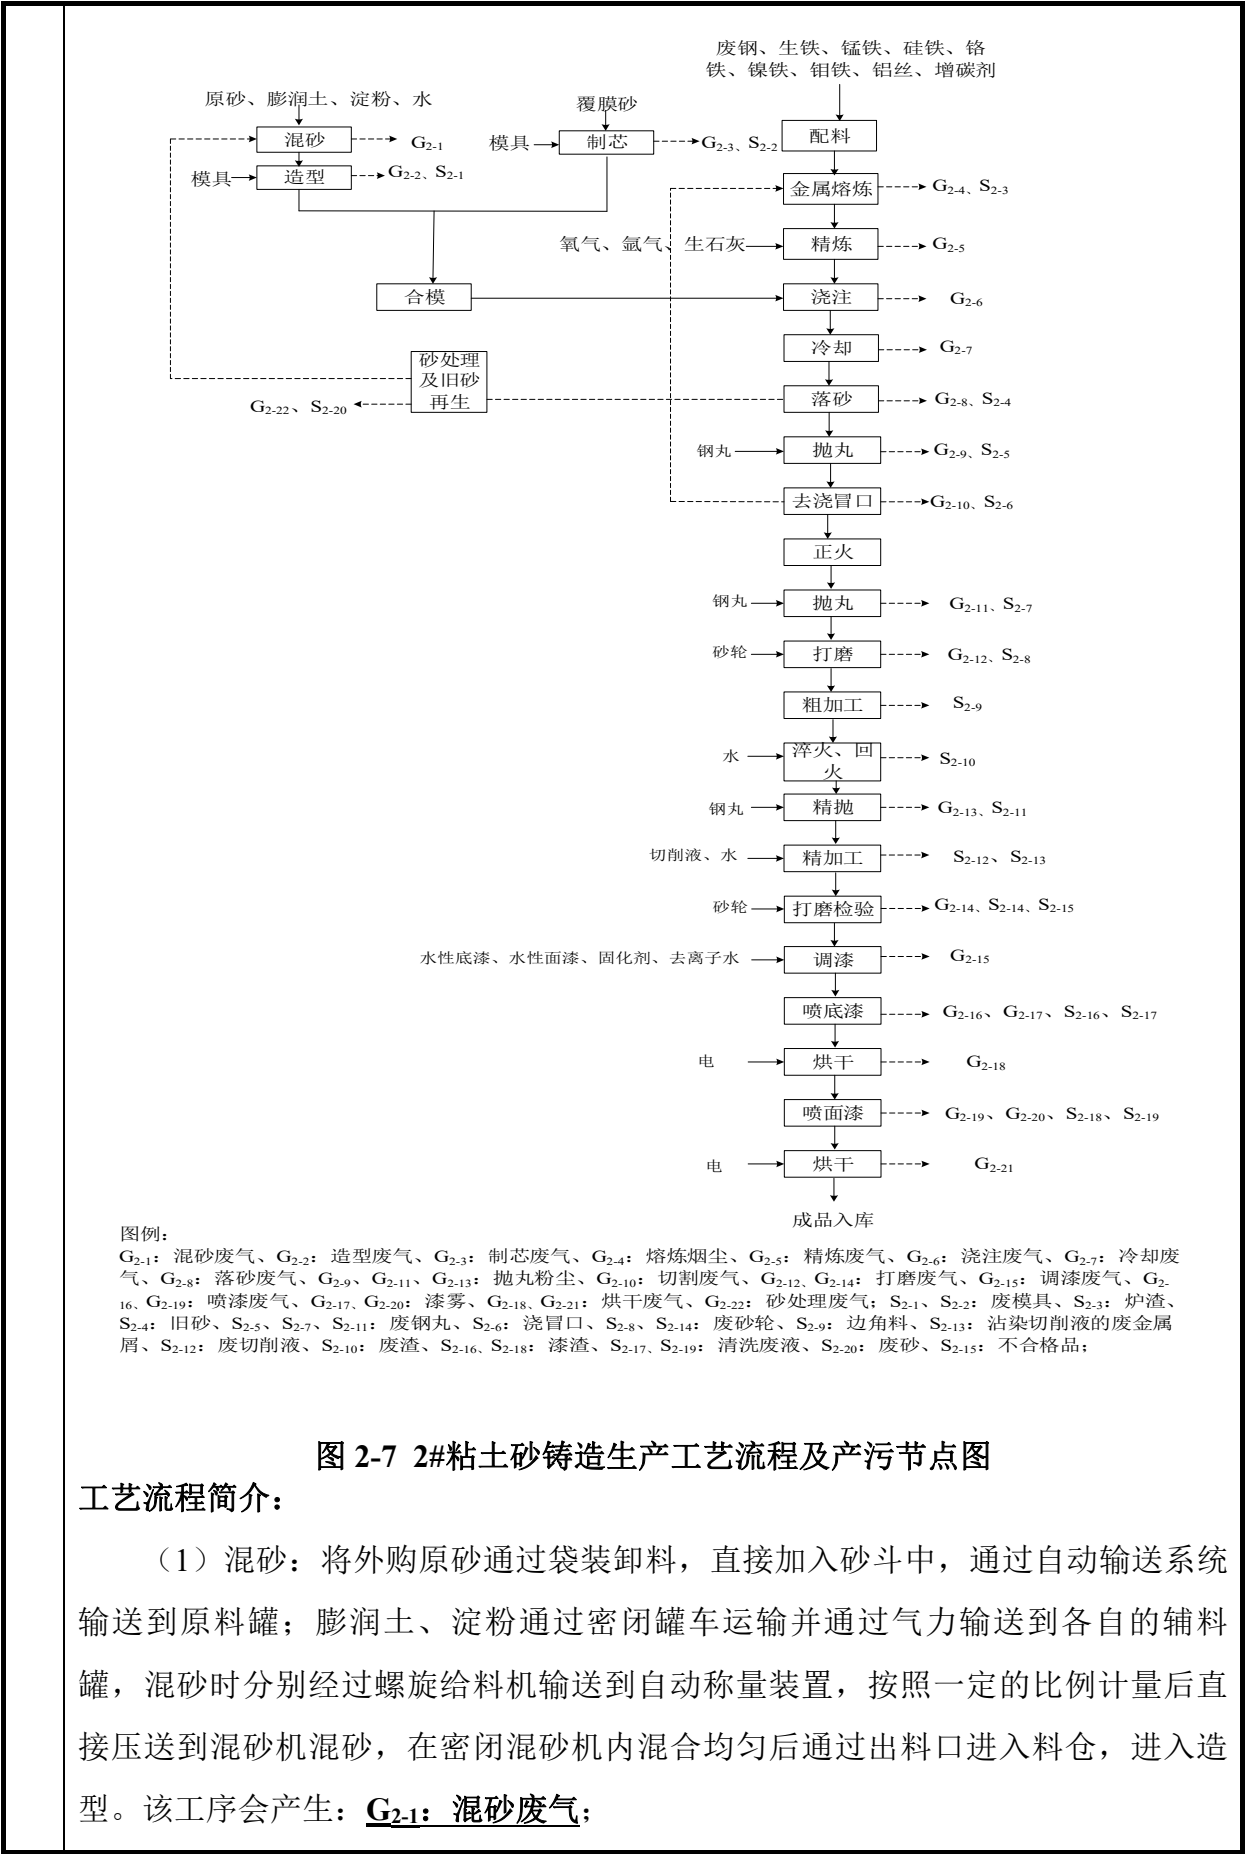 废钢、生铁、锰铁、硅铁、铬
铁、镍铁、钼铁、铝丝、增碳剂
原砂、膨润土、淀粉、水
覆膜砂
混砂
G2-1
模具
制芯
G2-3、S2-2
配料
模具
造型
G2-2、S2-1
金属熔炼
G2-4、S2-3
氧气、氩气、生石灰
精炼
G2-5
合模
浇注
G2-6
冷却
G2-7
砂处理
及旧砂
再生
G2-22、S2-20
落砂
G2-8、S2-4
钢丸
抛丸
G2-9、S2-5
去浇冒口
G2-10、S2-6
正火
钢丸
抛丸
G2-11、S2-7
砂轮
打磨
G2-12、S2-8
粗加工
S2-9
水
淬火、回
火
S2-10
钢丸
精抛
G2-13、S2-11
切削液、水
精加工
S2-12、S2-13
砂轮
打磨检验
G2-14、S2-14、S2-15
水性底漆、水性面漆、固化剂、去离子水
调漆
G2-15
喷底漆
G2-16、G2-17、S2-16、S2-17
电
烘干
G2-18
喷面漆
G2-19、G2-20、S2-18、S2-19
电
烘干
G2-21
成品入库
图例：
G2-1：混砂废气、G2-2：造型废气、G2-3：制芯废气、G2-4：熔炼烟尘、G2-5：精炼废气、G2-6：浇注废气、G2-7：冷却废
气、G2-8：落砂废气、G2-9、G2-11、G2-13：抛丸粉尘、G2-10：切割废气、G2-12、G2-14：打磨废气、G2-15：调漆废气、G2-
16、G2-19：喷漆废气、G2-17、G2-20：漆雾、G2-18、G2-21：烘干废气、G2-22：砂处理废气；S2-1、S2-2：废模具、S2-3：炉渣、
S2-4：旧砂、S2-5、S2-7、S2-11：废钢丸、S2-6：浇冒口、S2-8、S2-14：废砂轮、S2-9：边角料、S2-13：沾染切削液的废金属
屑、S2-12：废切削液、S2-10：废渣、S2-16、S2-18：漆渣、S2-17、S2-19：清洗废液、S2-20：废砂、S2-15：不合格品；
图 2-7 2#粘土砂铸造生产工艺流程及产污节点图
工艺流程简介：
（1）混砂：将外购原砂通过袋装卸料，直接加入砂斗中，通过自动输送系统
输送到原料罐；膨润土、淀粉通过密闭罐车运输并通过气力输送到各自的辅料
罐，混砂时分别经过螺旋给料机输送到自动称量装置，按照一定的比例计量后直
接压送到混砂机混砂，在密闭混砂机内混合均匀后通过出料口进入料仓，进入造
型。该工序会产生：G2-1：混砂废气；